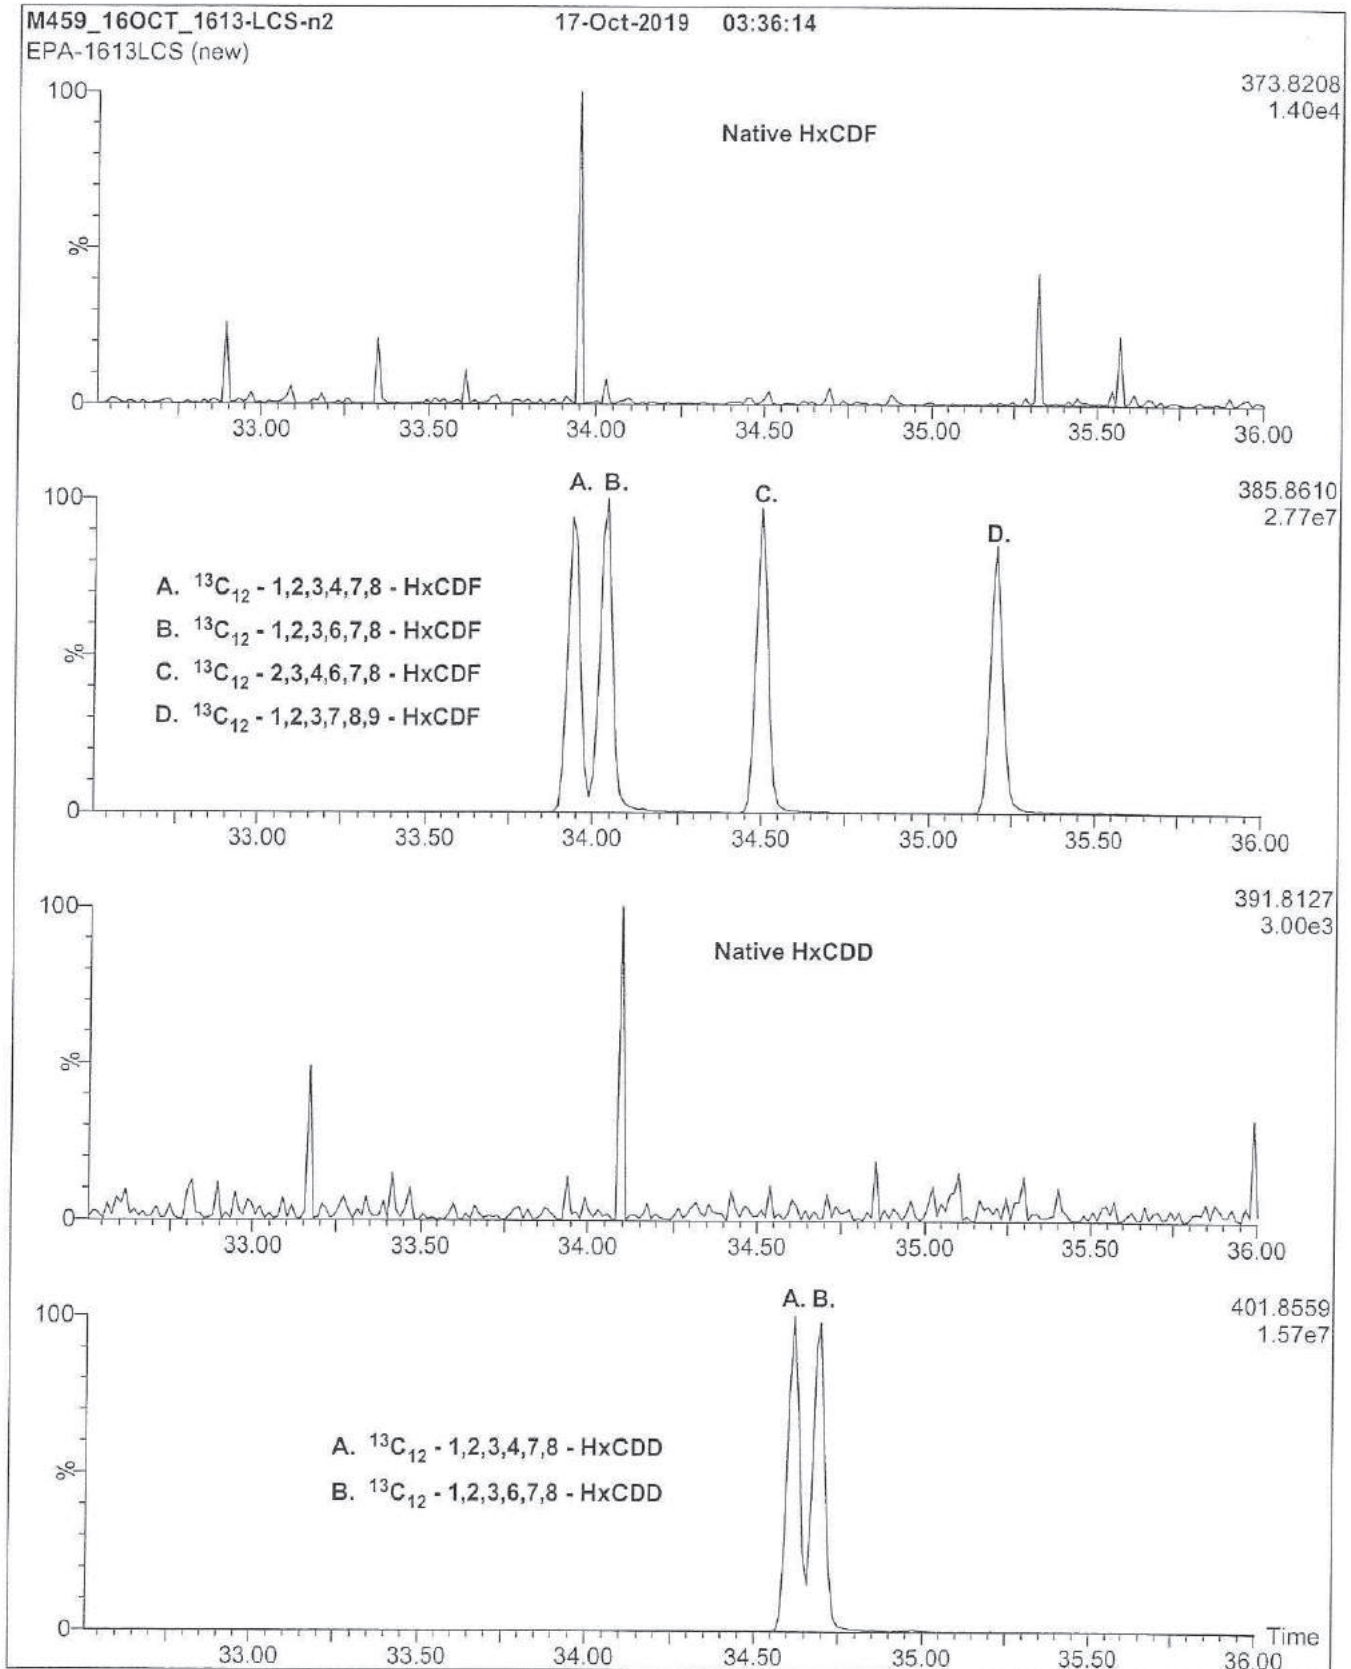 M459_16OCT_1613-LCS-n2 17-Oct-2019 03:36:14
EPA-1613LCS (new)
373.8208
1.40e4
Native HxCDF
100
%
0
33.00 33.50 34.00 34.50 35.00 35.50 36.00
385.8610
2.77e7
A. B. C. D.
100
%
0
A. ¹³C₁₂ - 1,2,3,4,7,8 - HxCDF
B. ¹³C₁₂ - 1,2,3,6,7,8 - HxCDF
C. ¹³C₁₂ - 2,3,4,6,7,8 - HxCDF
D. ¹³C₁₂ - 1,2,3,7,8,9 - HxCDF
33.00 33.50 34.00 34.50 35.00 35.50 36.00
391.8127
3.00e3
Native HxCDD
100
%
0
33.00 33.50 34.00 34.50 35.00 35.50 36.00
401.8559
1.57e7
A. B.
100
%
0
A. ¹³C₁₂ - 1,2,3,4,7,8 - HxCDD
B. ¹³C₁₂ - 1,2,3,6,7,8 - HxCDD
Time
33.00 33.50 34.00 34.50 35.00 35.50 36.00